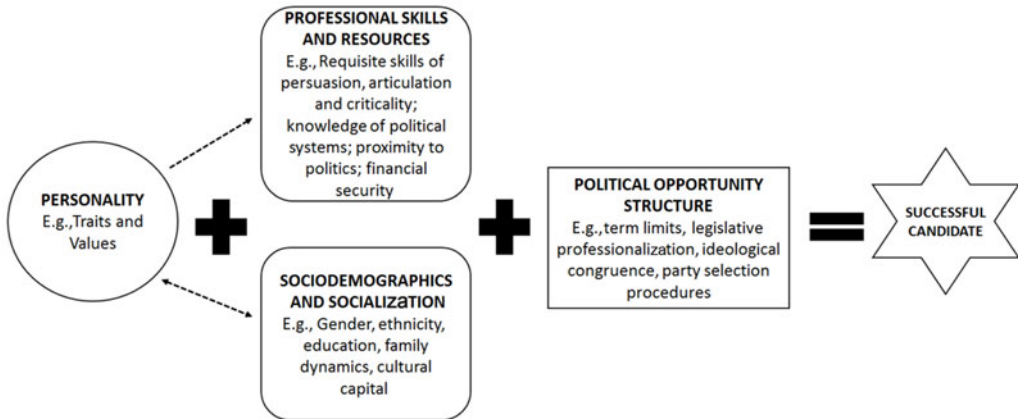 PROFESSIONAL SKILLS
AND RESOURCES
E.g., Requisite skills of
persuasion, articulation
and criticality;
knowledge of political
systems; proximity to
politics; financial
security
PERSONALITY
E.g.,Traits and
Values
SOCIODEMOGRAPHICS
AND SOCIALIZATION
E.g., Gender, ethnicity,
education, family
dynamics, cultural
capital
POLITICAL OPPORTUNITY
STRUCTURE
E.g., term limits, legislative
professionalization, ideological
congruence, party selection
procedures
SUCCESSFUL
CANDIDATE